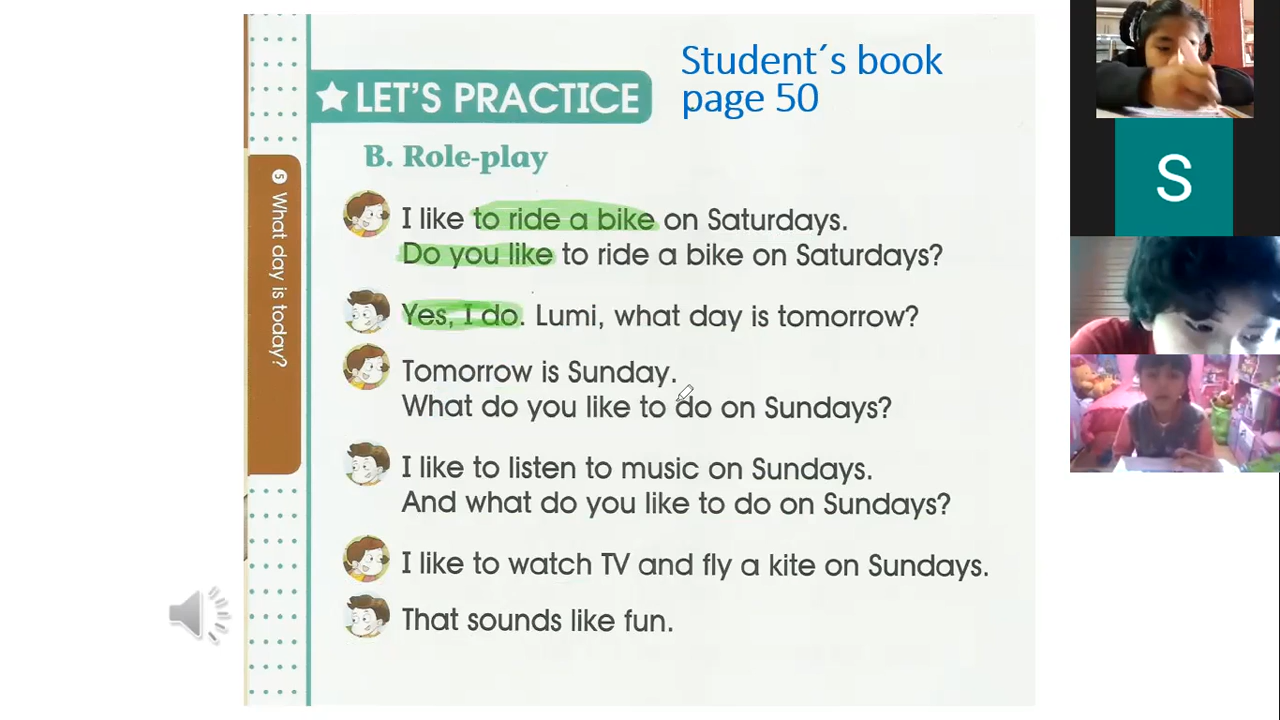 Student´s book
page 50
LET'S PRACTICE
B. Role-play
5 What day is today?
I like to ride a bike on Saturdays.
Do you like to ride a bike on Saturdays?
Yes, I do. Lumi, what day is tomorrow?
Tomorrow is Sunday.
What do you like to do on Sundays?
I like to listen to music on Sundays.
And what do you like to do on Sundays?
I like to watch TV and fly a kite on Sundays.
That sounds like fun.
S